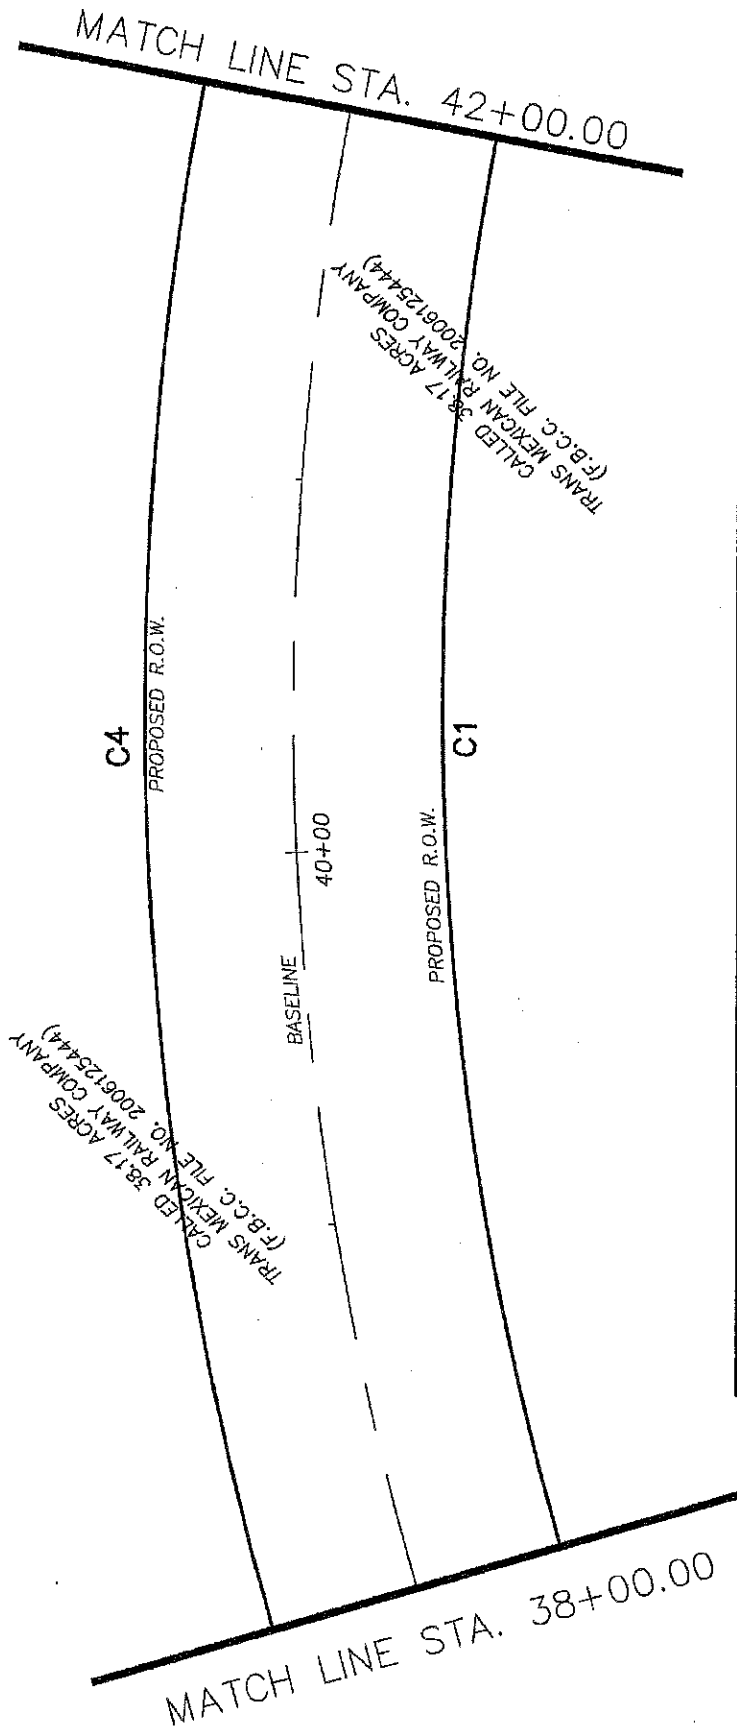 MATCH LINE STA. 42+00.00
CALLED 38.17 ACRES
TRANS MEXICAN RAILWAY COMPANY
(F.B.C.C. FILE NO. 2006125444)
PROPOSED R.O.W.
C4
C1
40+00
PROPOSED R.O.W.
BASELINE
CALLED 38.17 ACRES
TRANS MEXICAN RAILWAY COMPANY
(F.B.C.C. FILE NO. 2006125444)
MATCH LINE STA. 38+00.00